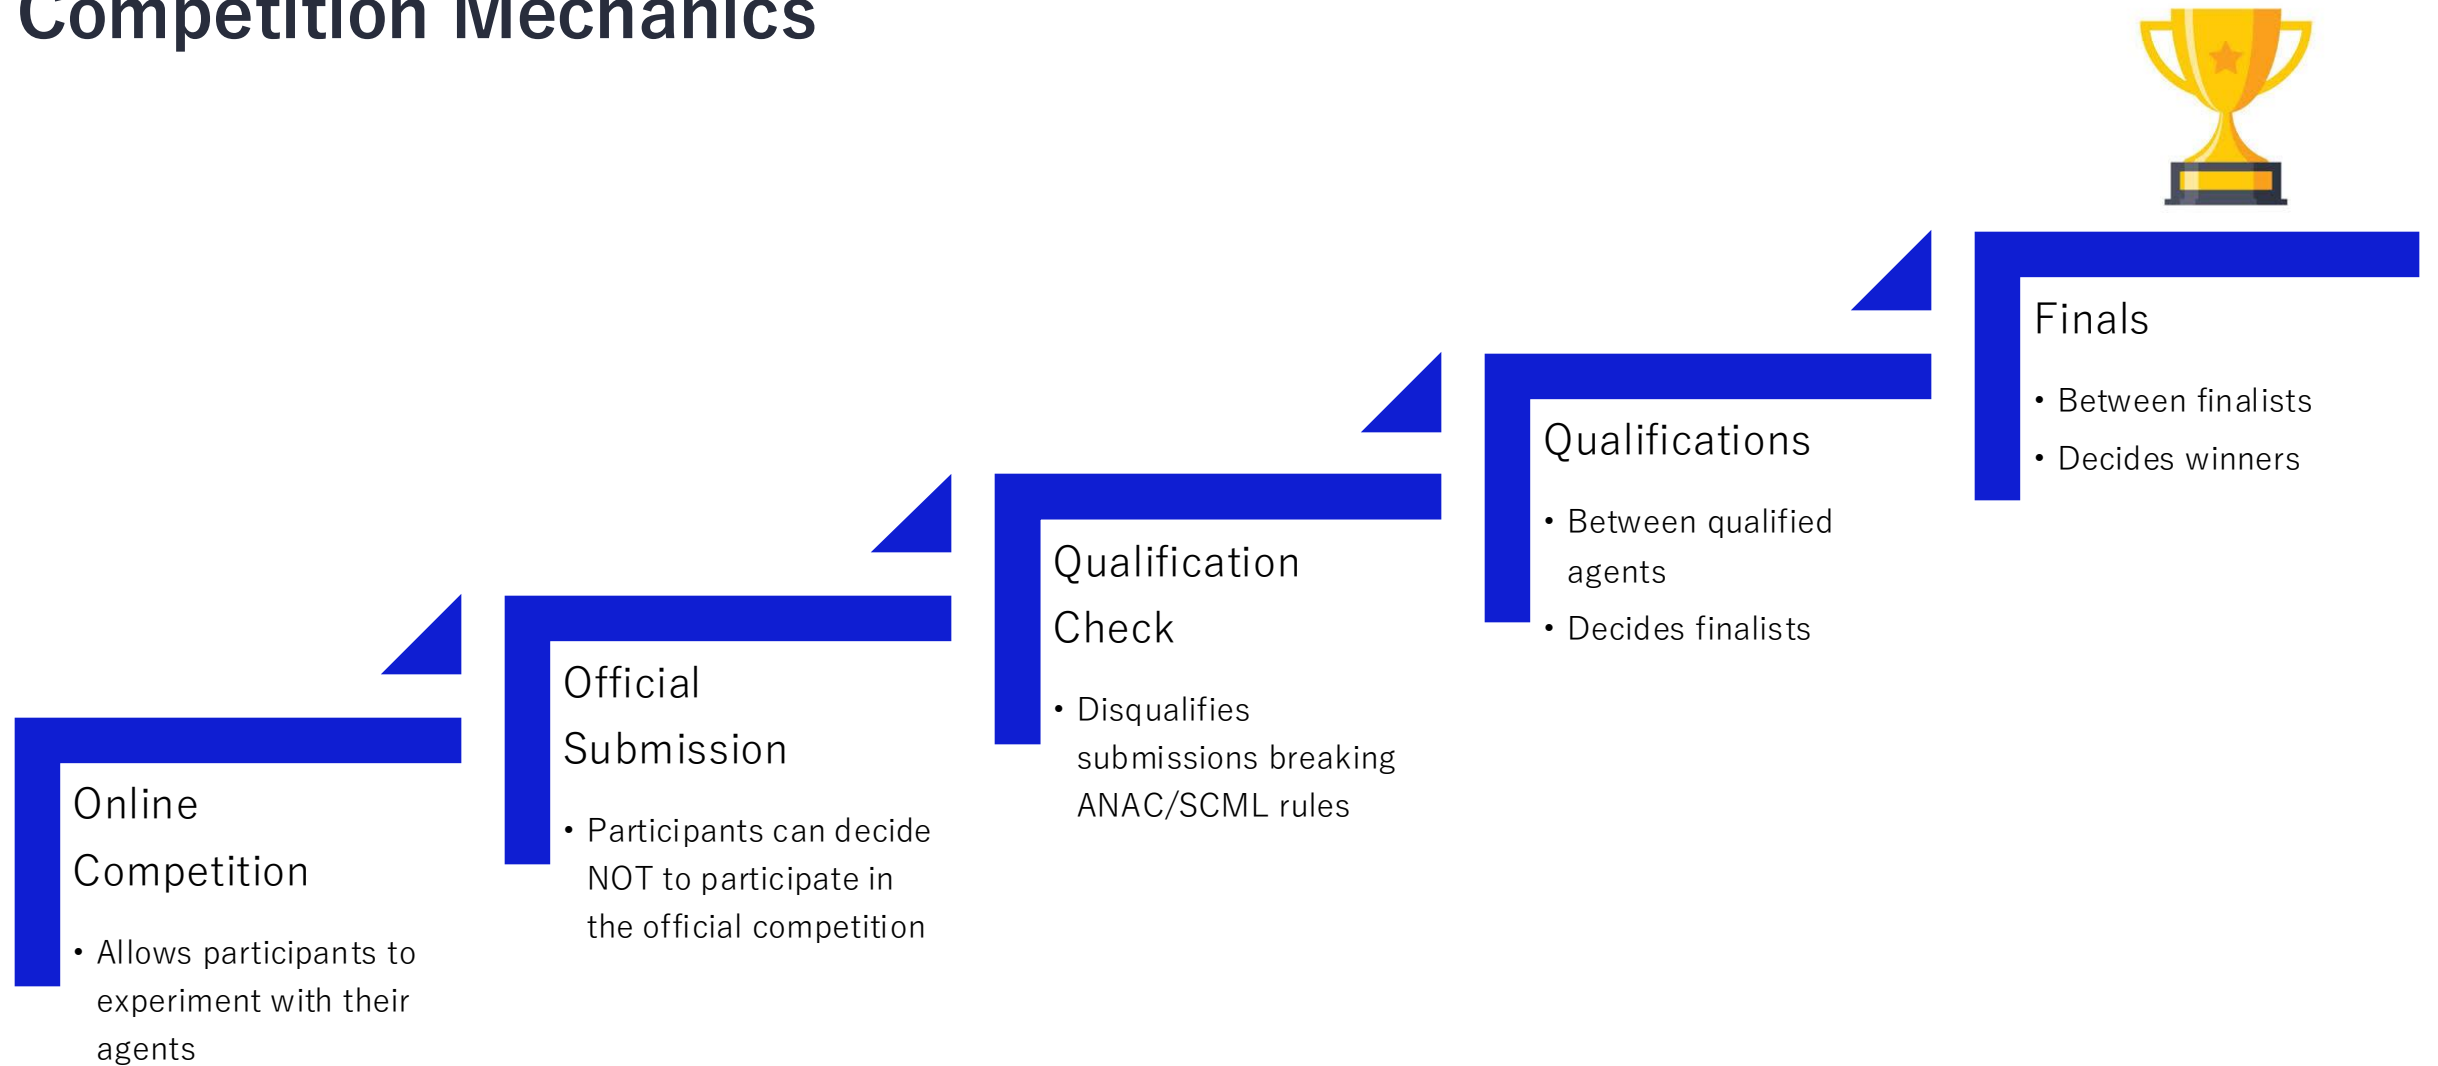 Competition Mechanics
Online
Competition
• Allows participants to
experiment with their
agents
Official
Submission
• Participants can decide
NOT to participate in
the official competition
Qualification
Check
• Disqualifies
submissions breaking
ANAC/SCML rules
Qualifications
• Between qualified
agents
• Decides finalists
Finals
• Between finalists
• Decides winners